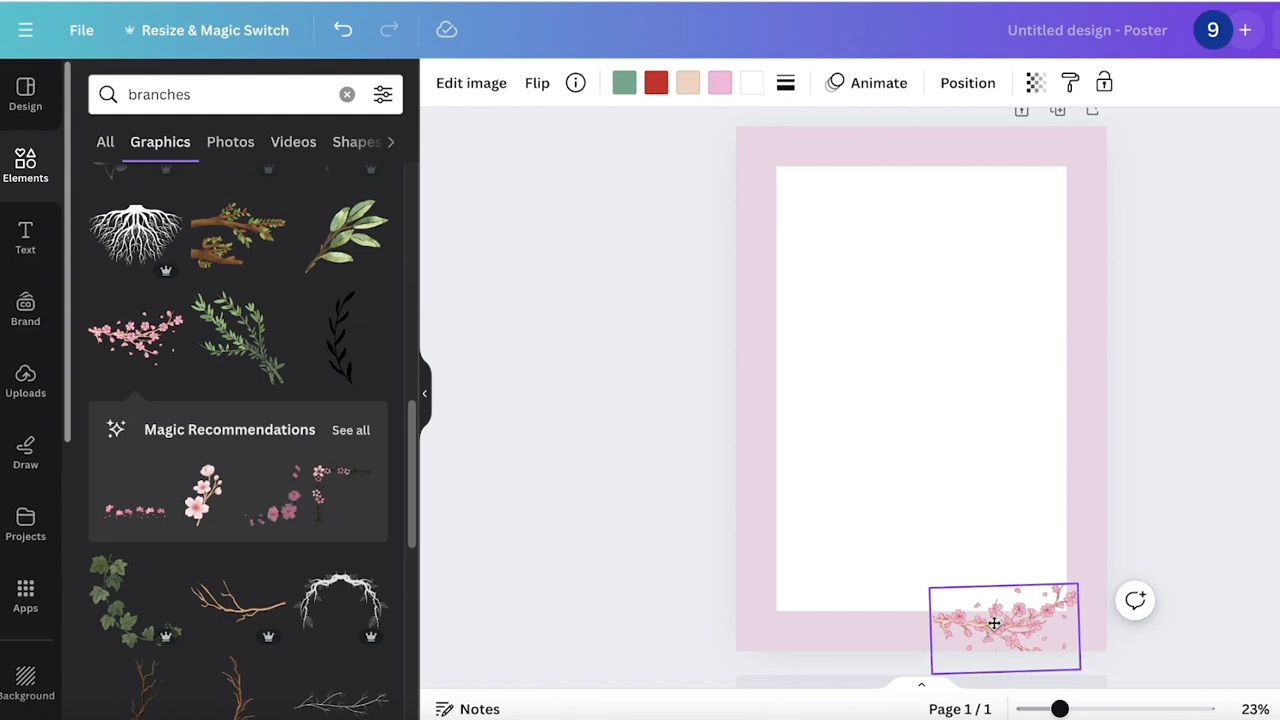 File
Resize & Magic Switch
Untitled design - Poster
9
Design
Elements
Text
Brand
co
Uploads
Draw
Projects
Apps
Background
branches
All Graphics Photos Videos Shapes
Magic Recommendations See all
Edit image Flip Animate Position
Notes
Page 1 / 1
23%